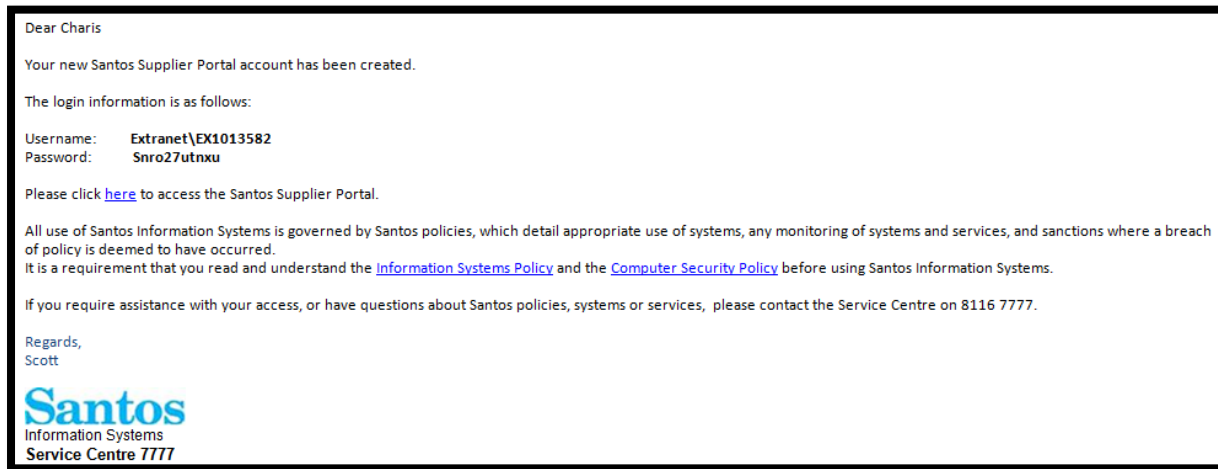 Dear Charis
Your new Santos Supplier Portal account has been created.
The login information is as follows:
Username: Extranet\EX1013582
Password: Snro27utnxu
Please click here to access the Santos Supplier Portal.
All use of Santos Information Systems is governed by Santos policies, which detail appropriate use of systems, any monitoring of systems and services, and sanctions where a breach
of policy is deemed to have occurred.
It is a requirement that you read and understand the Information Systems Policy and the Computer Security Policy before using Santos Information Systems.
If you require assistance with your access, or have questions about Santos policies, systems or services, please contact the Service Centre on 8116 7777.
Regards,
Scott
Santos
Information Systems
Service Centre 7777